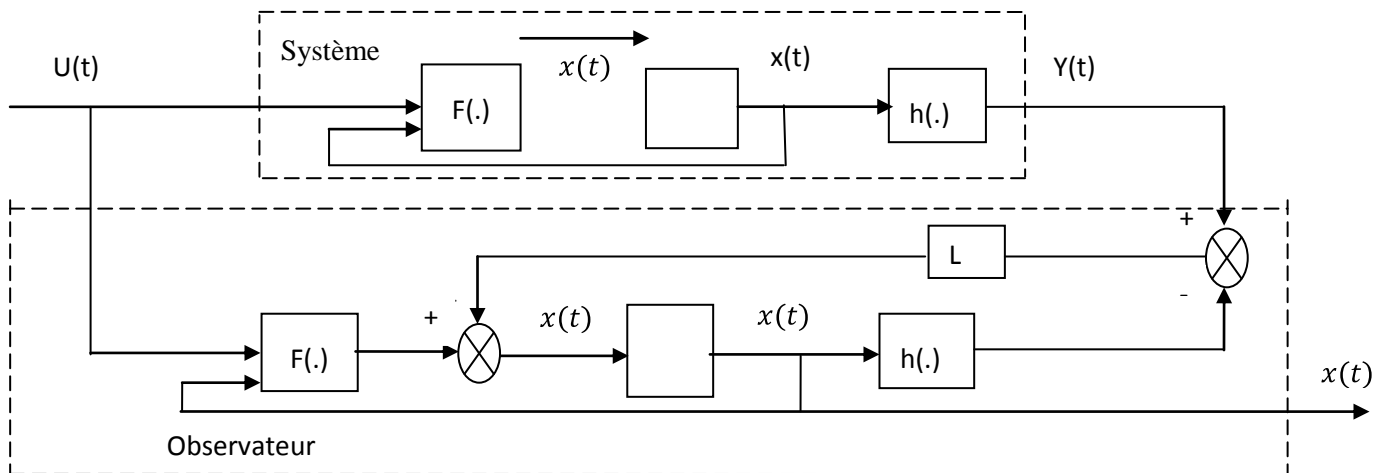 Système
U(t)
x(t)
x(t)
Y(t)
F(.)
h(.)
+
L
-
+
x(t)
x(t)
F(.)
h(.)
x(t)
Observateur